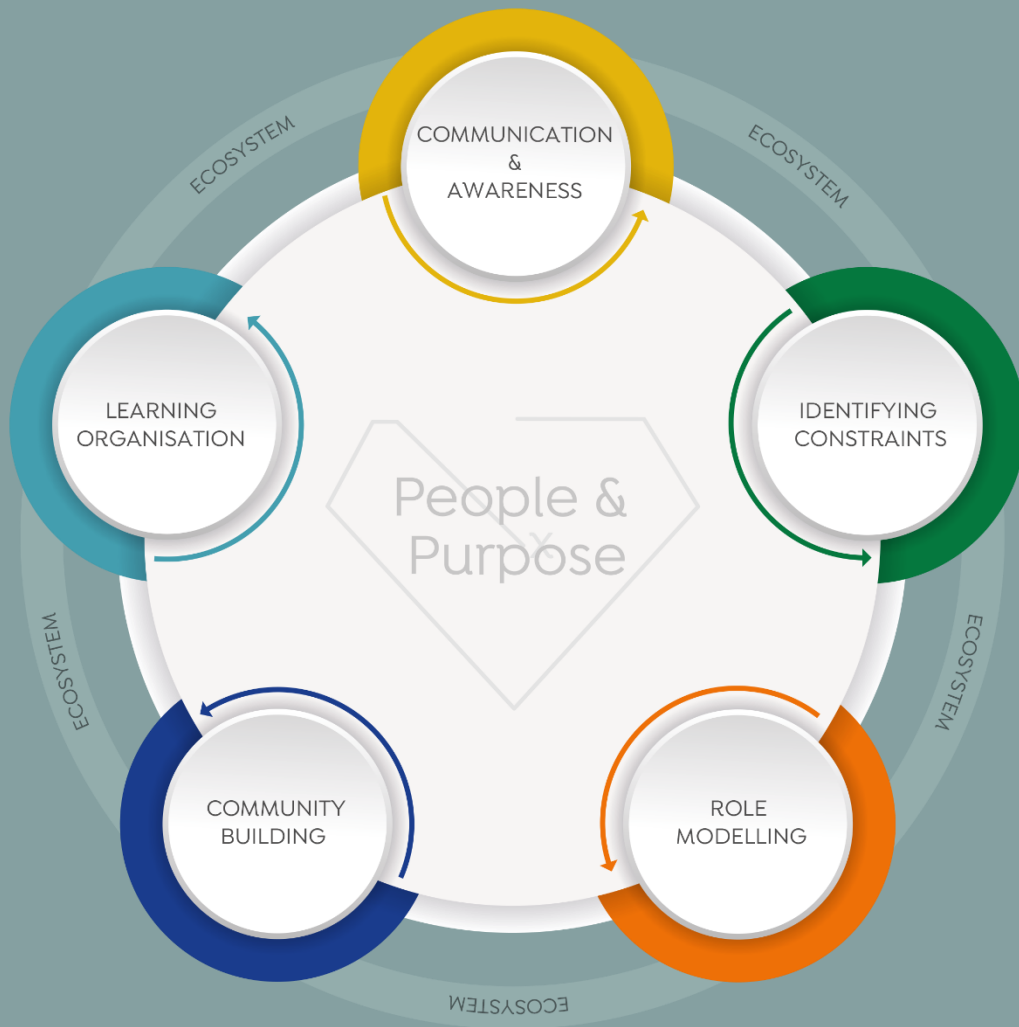 ECOSYSTEM
COMMUNICATION
&
AWARENESS
ECOSYSTEM
LEARNING
ORGANISATION
IDENTIFYING
CONSTRAINTS
People &
Purpose
x
ECOSYSTEM
ECOSYSTEM
COMMUNITY
BUILDING
ROLE
MODELLING
ECOSYSTEM